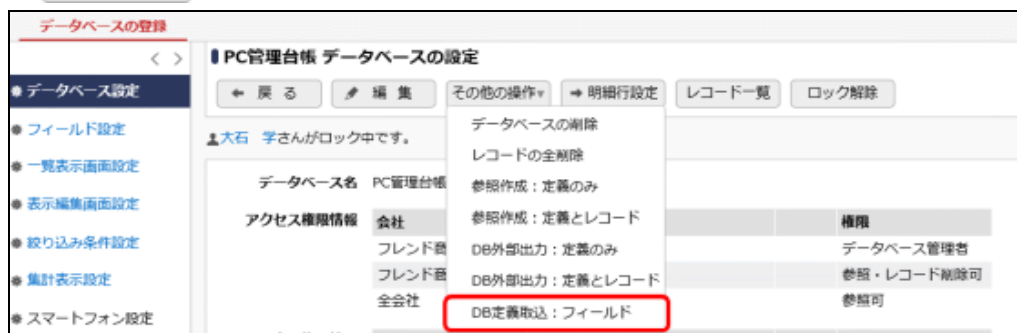 データベースの登録
< >
PC管理台帳 データベースの設定
データベース設定
戻る 編集 その他の操作▼ → 明細行設定 レコード一覧 ロック解除
フィールド設定
一覧表示画面設定
表示編集画面設定
絞り込み条件設定
集計表示設定
スマートフォン設定
大石 学さんがロック中です。
データベースの削除
レコードの全削除
参照作成：定義のみ
参照作成：定義とレコード
DB外部出力：定義のみ
DB外部出力：定義とレコード
DB定義取込：フィールド
データベース名 PC管理台帳
アクセス権限情報 会社 権限
フレンド商 データベース管理者
フレンド商 参照・レコード削除可
全会社 参照可